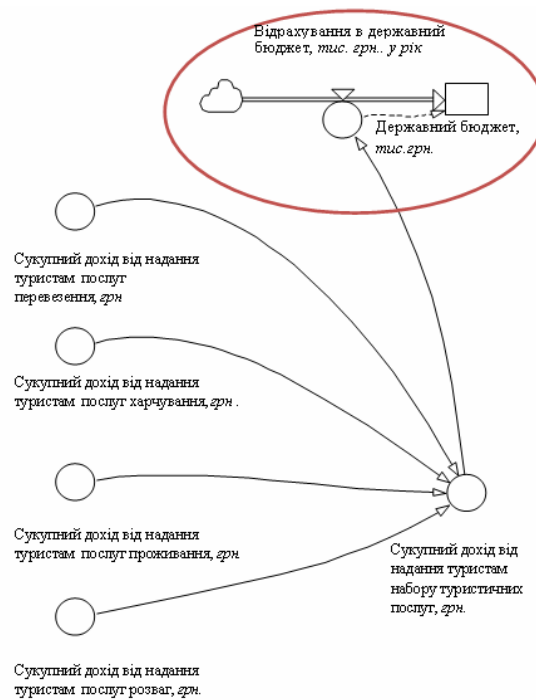 Відрахування в державний
бюджет, тис. грн.. у рік
Державний бюджет,
тис.грн.
Сукупний дохід від надання
туристам послуг
перевезення, грн
Сукупний дохід від надання
туристам послуг харчування, грн .
Сукупний дохід від надання
туристам послуг проживання, грн
Сукупний дохід від
надання туристам
набору туристичних
послуг, грн.
Сукупний дохід від надання
туристам послуг розваг, грн.